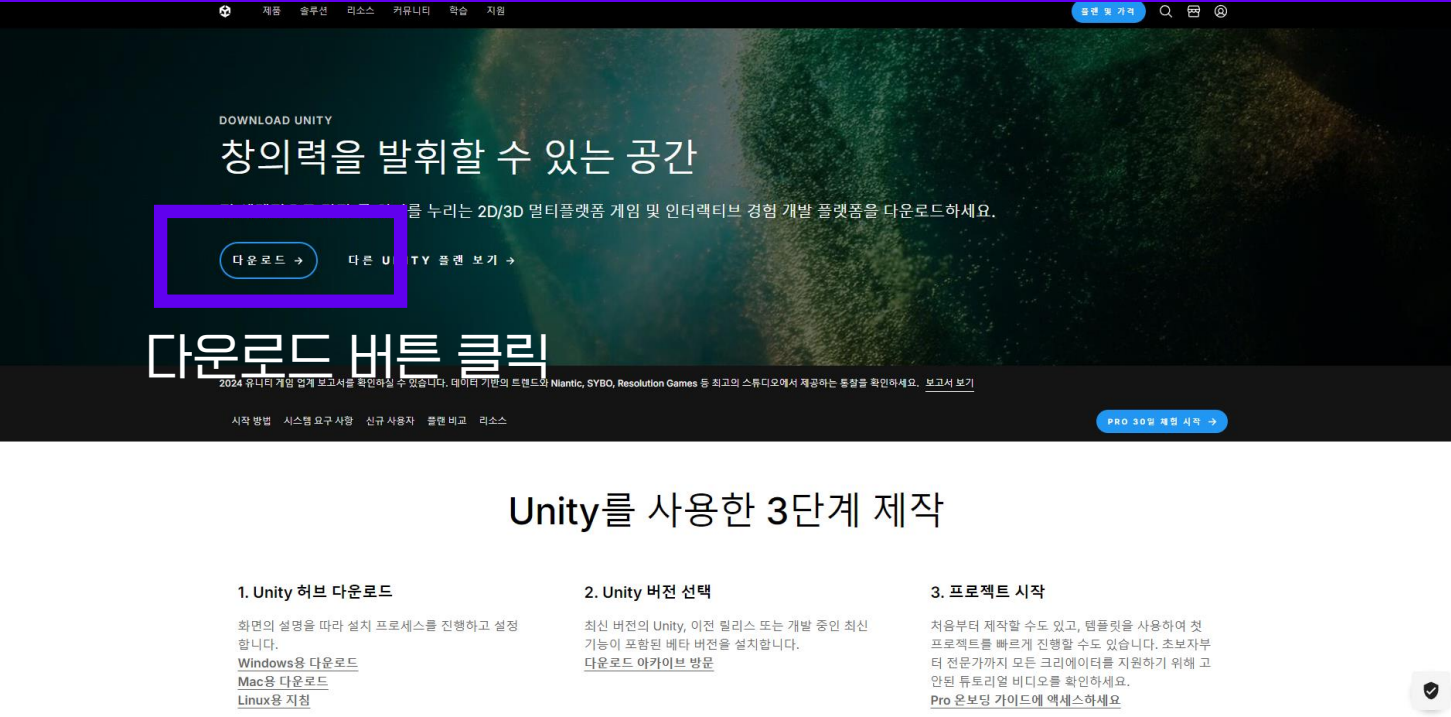 제품 솔루션 리소스 커뮤니티 학습 지원 플랜 및 가격
DOWNLOAD UNITY
창의력을 발휘할 수 있는 공간
를 누리는 2D/3D 멀티플랫폼 게임 및 인터랙티브 경험 개발 플랫폼을 다운로드하세요.
다운로드 → 다른 UNITY 플랜 보기 →
다운로드 버튼 클릭
2024 유니티 게임 업계 보고서를 확인하실 수 있습니다. 데이터 기반의 트렌드와 Niantic, SYBO, Resolution Games 등 최고의 스튜디오에서 제공하는 통찰을 확인하세요. 보고서 보기
시작 방법 시스템 요구 사항 신규 사용자 플랜 비교 리소스 PRO 30일 체험 시작 →
Unity를 사용한 3단계 제작
1. Unity 허브 다운로드
화면의 설명을 따라 설치 프로세스를 진행하고 설정
합니다.
Windows용 다운로드
Mac용 다운로드
Linux용 지침
2. Unity 버전 선택
최신 버전의 Unity, 이전 릴리스 또는 개발 중인 최신
기능이 포함된 베타 버전을 설치합니다.
다운로드 아카이브 방문
3. 프로젝트 시작
처음부터 제작할 수도 있고, 템플릿을 사용하여 첫
프로젝트를 빠르게 진행할 수도 있습니다. 초보자부
터 전문가까지 모든 크리에이터를 지원하기 위해 고
안된 튜토리얼 비디오를 확인하세요.
Pro 온보딩 가이드에 액세스하세요